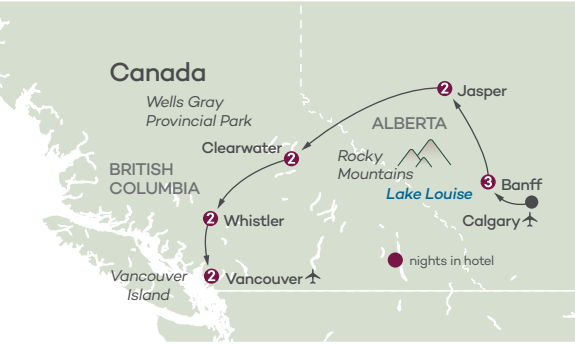 Canada
Wells Gray
Provincial Park
2 Jasper
ALBERTA
Clearwater
2
Rocky
Mountains
BRITISH
COLUMBIA
3 Banff
Lake Louise
2 Whistler
Calgary
nights in hotel
Vancouver
Island
2 Vancouver